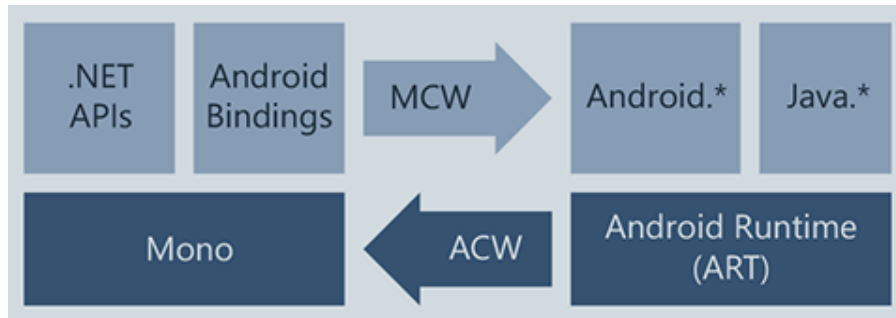 .NET
APIs
Android
Bindings
MCW
Android.*
Java.*
Mono
ACW
Android Runtime
(ART)